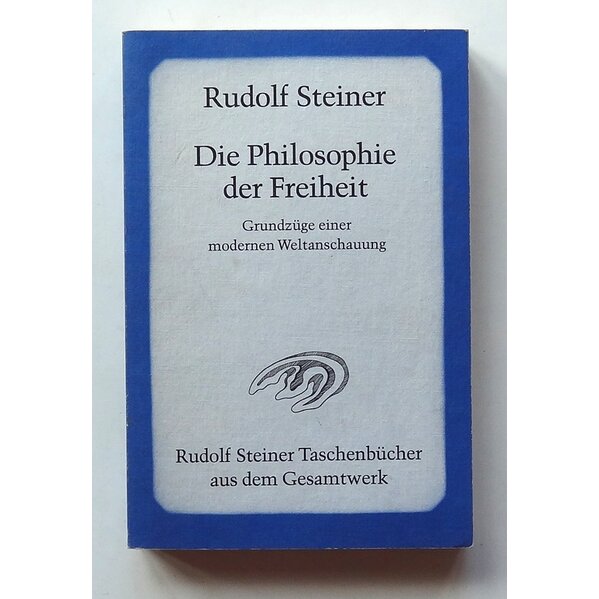 Rudolf Steiner
Die Philosophie
der Freiheit
Grundzüge einer
modernen Weltanschauung
Rudolf Steiner Taschenbücher
aus dem Gesamtwerk